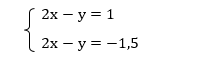 2x − y = 1
2x − y = −1,5